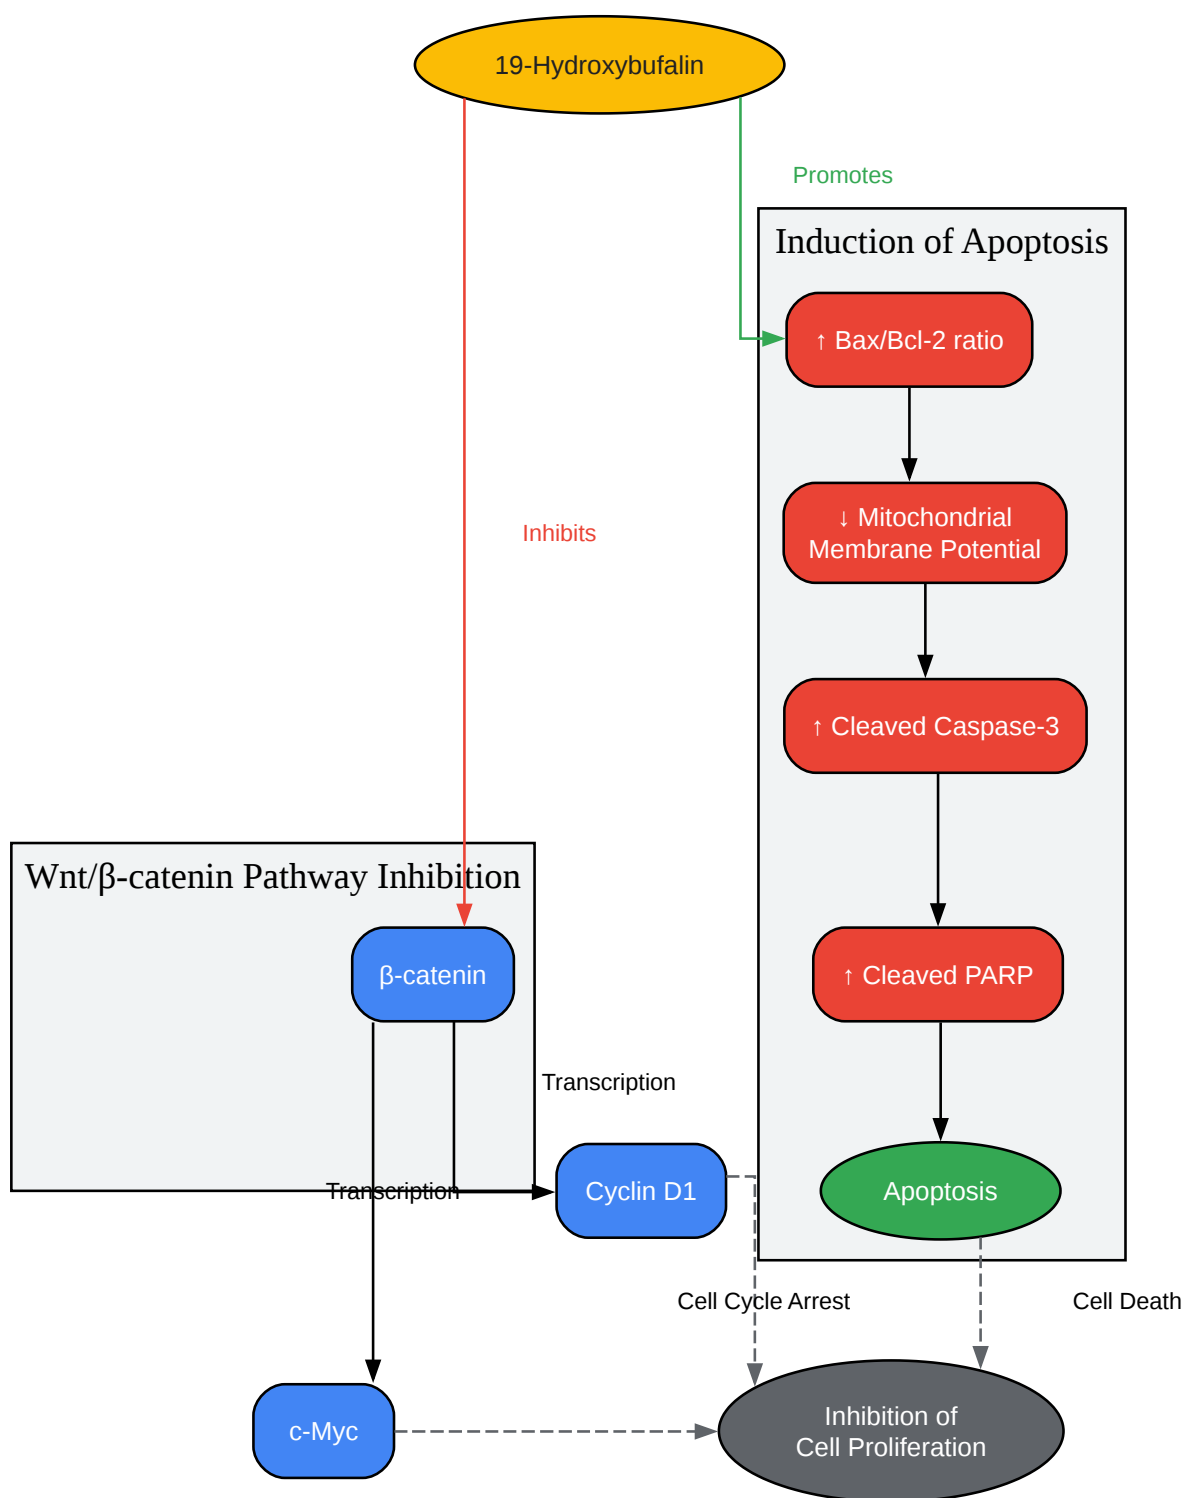 19-Hydroxybufalin
Promotes
Induction of Apoptosis
↑ Bax/Bcl-2 ratio
↓ Mitochondrial
Membrane Potential
Inhibits
↑ Cleaved Caspase-3
Wnt/β-catenin Pathway Inhibition
β-catenin
↑ Cleaved PARP
Transcription
Transcription
Cyclin D1
Apoptosis
Cell Cycle Arrest
Cell Death
c-Myc
Inhibition of
Cell Proliferation